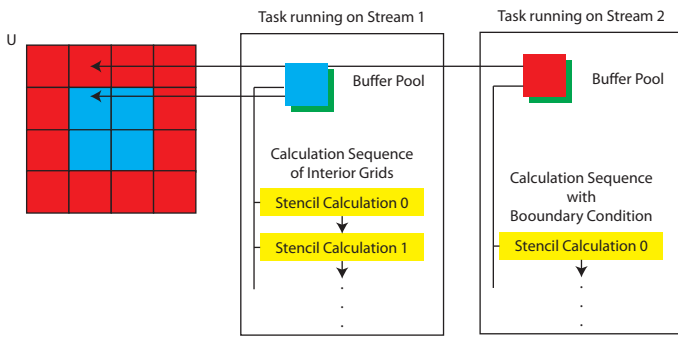 Task running on Stream 1
Task running on Stream 2
U
Buffer Pool
Buffer Pool
Calculation Sequence
of Interior Grids
Stencil Calculation 0
Stencil Calculation 1
Calculation Sequence
with
Booundary Condition
Stencil Calculation 0